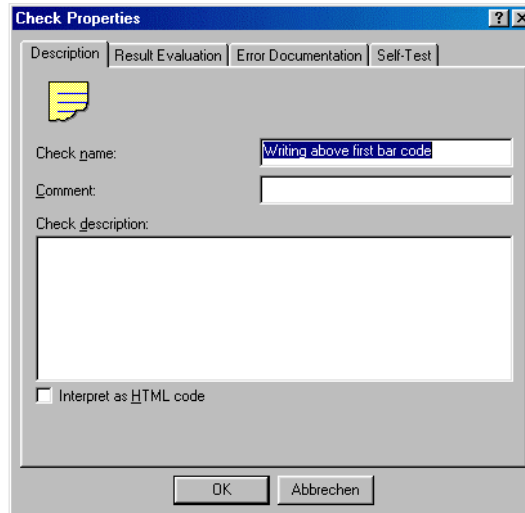 Check Properties
Description Result Evaluation Error Documentation Self-Test
Check name: Writing above first bar code
Comment:
Check description:
Interpret as HTML code
OK Abbrechen